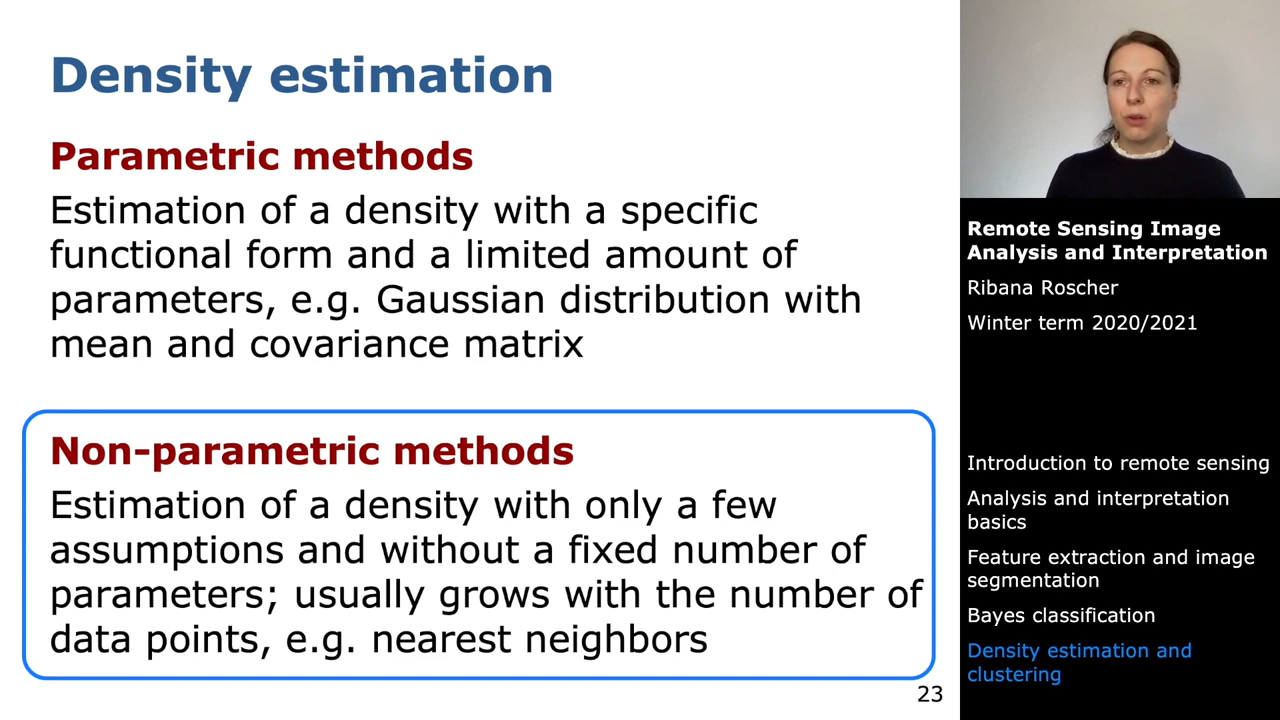 Density estimation
Parametric methods
Estimation of a density with a specific
functional form and a limited amount of
parameters, e.g. Gaussian distribution with
mean and covariance matrix
Non-parametric methods
Estimation of a density with only a few
assumptions and without a fixed number of
parameters; usually grows with the number of
data points, e.g. nearest neighbors
23
Remote Sensing Image
Analysis and Interpretation
Ribana Roscher
Winter term 2020/2021
Introduction to remote sensing
Analysis and interpretation
basics
Feature extraction and image
segmentation
Bayes classification
Density estimation and
clustering